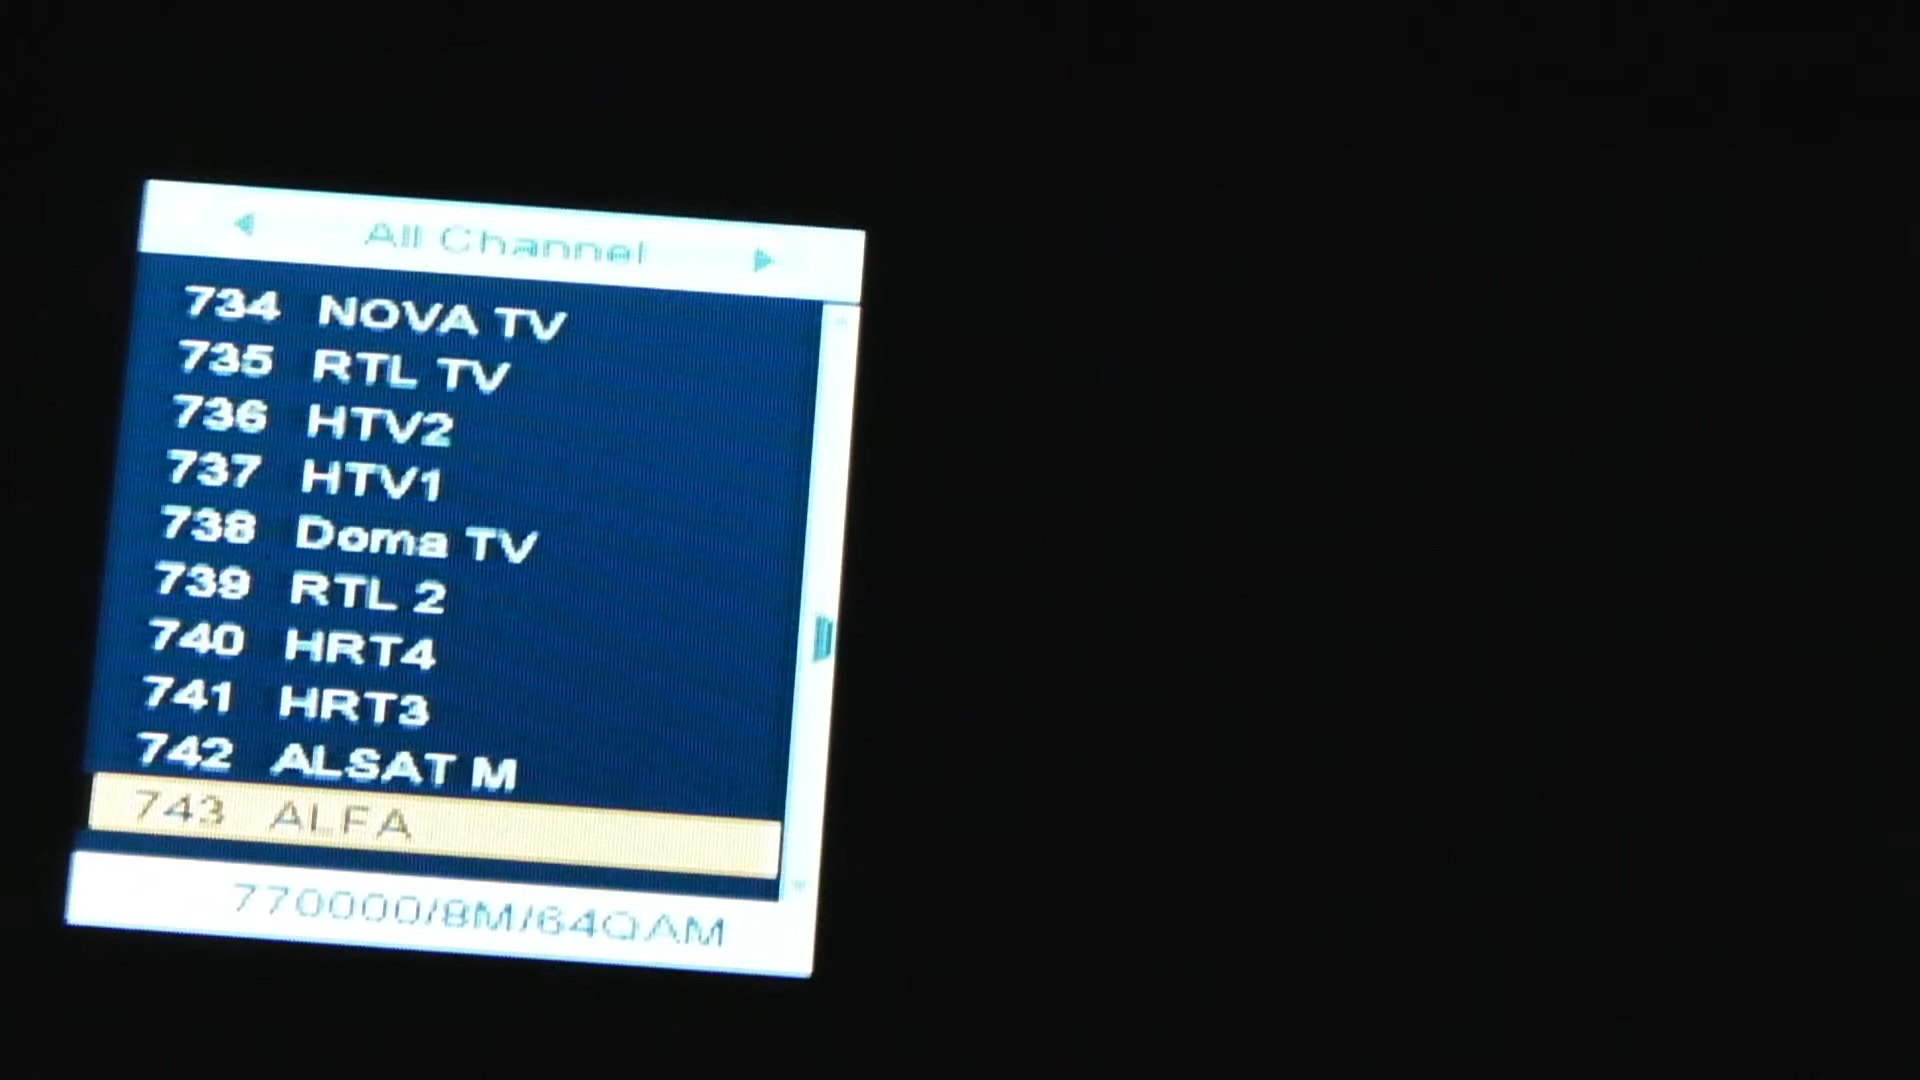 All Channel
734 NOVA TV
735 RTL TV
736 HTV2
737 HTV1
738 Doma TV
739 RTL 2
740 HRT4
741 HRT3
742 ALSAT M
743 ALFA
770000/8M/64QAM